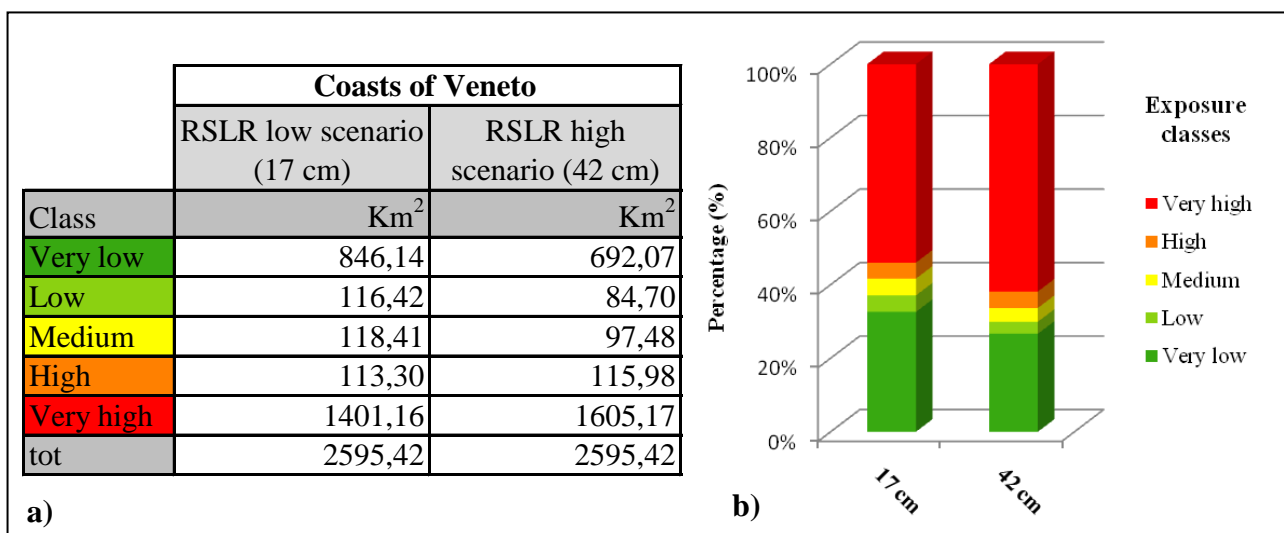 Coasts of Veneto
RSLR low scenario (17 cm)
RSLR high scenario (42 cm)
Class Km² Km²
Very low 846,14 692,07
Low 116,42 84,70
Medium 118,41 97,48
High 113,30 115,98
Very high 1401,16 1605,17
tot 2595,42 2595,42
a)
Percentage (%)
100%
80%
60%
40%
20%
0%
17 cm
42 cm
Exposure
classes
Very high
High
Medium
Low
Very low
b)